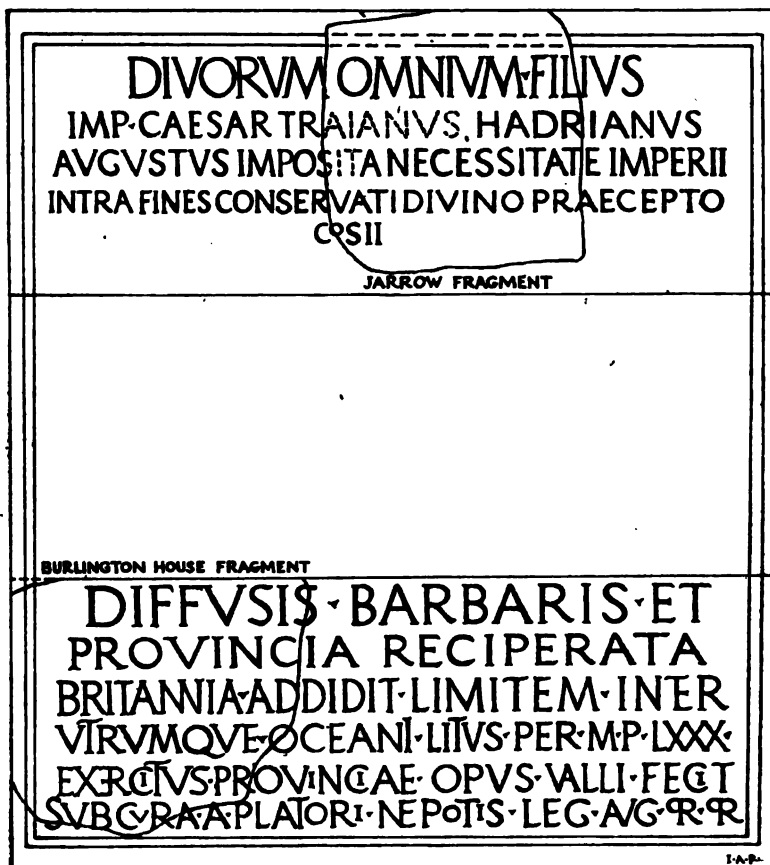 DIVORVM OMNIVM·FILIVS
IMP·CAESAR TRAIANVS HADRIANVS
AVGVSTVS IMPOSITA NECESSITATE IMPERII
INTRA FINES CONSERVATI DIVINO PRAECEPTO
COS II
JARROW FRAGMENT
BURLINGTON HOUSE FRAGMENT
DIFFVSIS·BARBARIS·ET
PROVINCIA RECIPERATA
BRITANNIA·ADDIDIT·LIMITEM·INTER
VTRVMQVE·OCEANI·LITVS·PER·M·P·LXXX·
EXERCITVS·PROVINCIAE·OPVS·VALLI·FECIT
SVB CVRA·A·PLATORI·NEPOTIS·LEG·AVG·PR·PR
I·A·R·